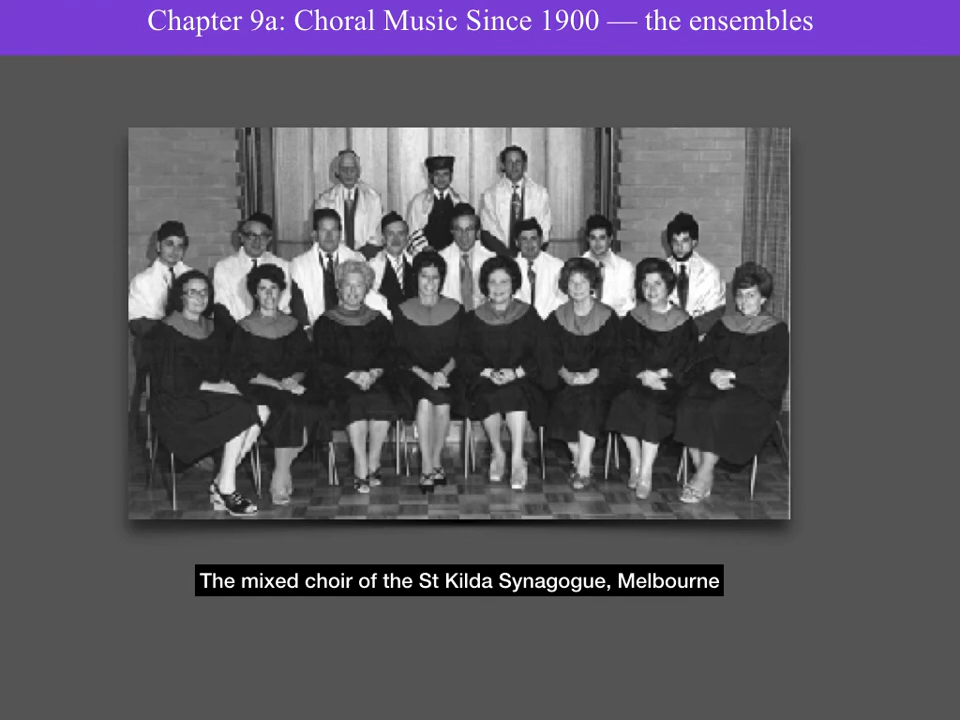 Chapter 9a: Choral Music Since 1900 — the ensembles
The mixed choir of the St Kilda Synagogue, Melbourne